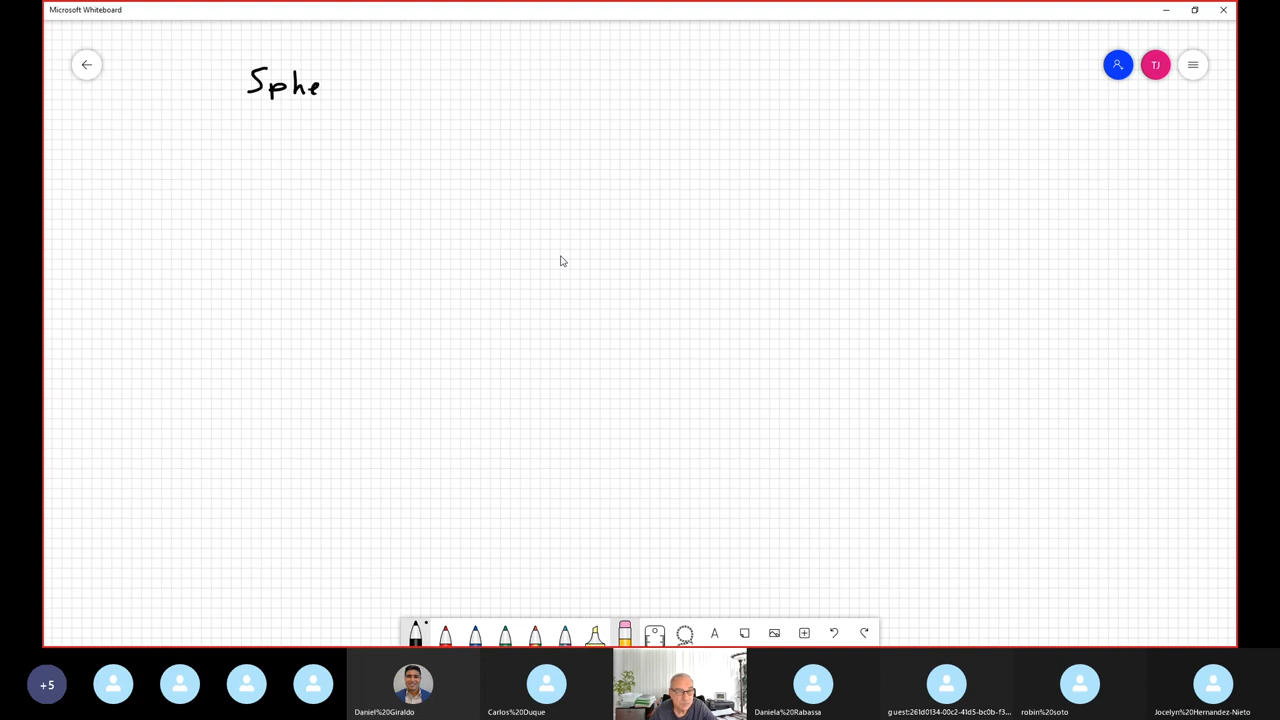 Microsoft Whiteboard
Sphe
TJ
A
+5
Daniel%20Giraldo
Carlos%20Duque
Daniela%20Rabassa
guest:261d0134-00c2-41d5-bc0b-f3...
robin%20soto
Jocelyn%20Hernandez-Nieto